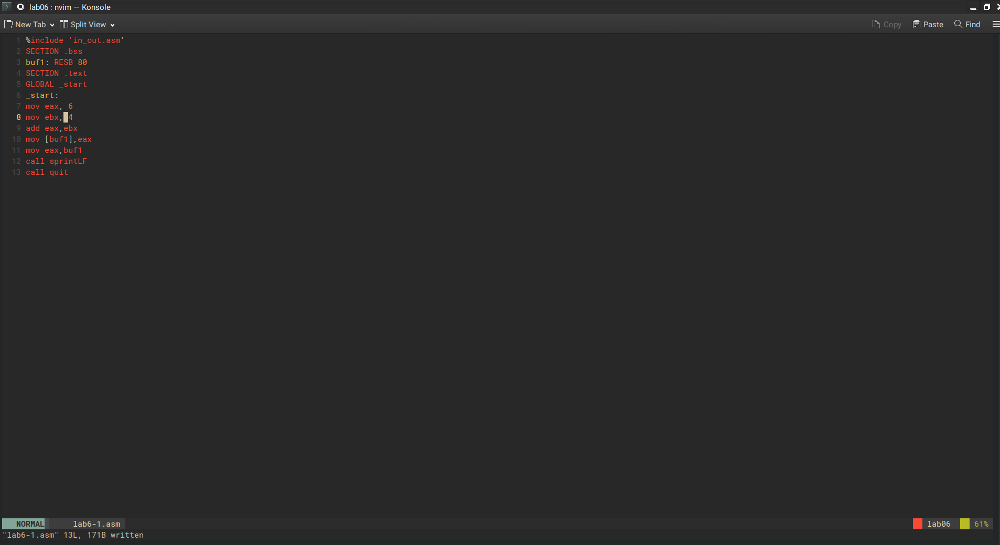 lab06 : nvim — Konsole
New Tab Split View Copy Paste Find
1 %include 'in_out.asm'
2 SECTION .bss
3 buf1: RESB 80
4 SECTION .text
5 GLOBAL _start
6 _start:
7 mov eax, 6
8 mov ebx, 4
9 add eax,ebx
10 mov [buf1],eax
11 mov eax,buf1
12 call sprintLF
13 call quit
NORMAL lab6-1.asm lab06 61%
"lab6-1.asm" 13L, 171B written